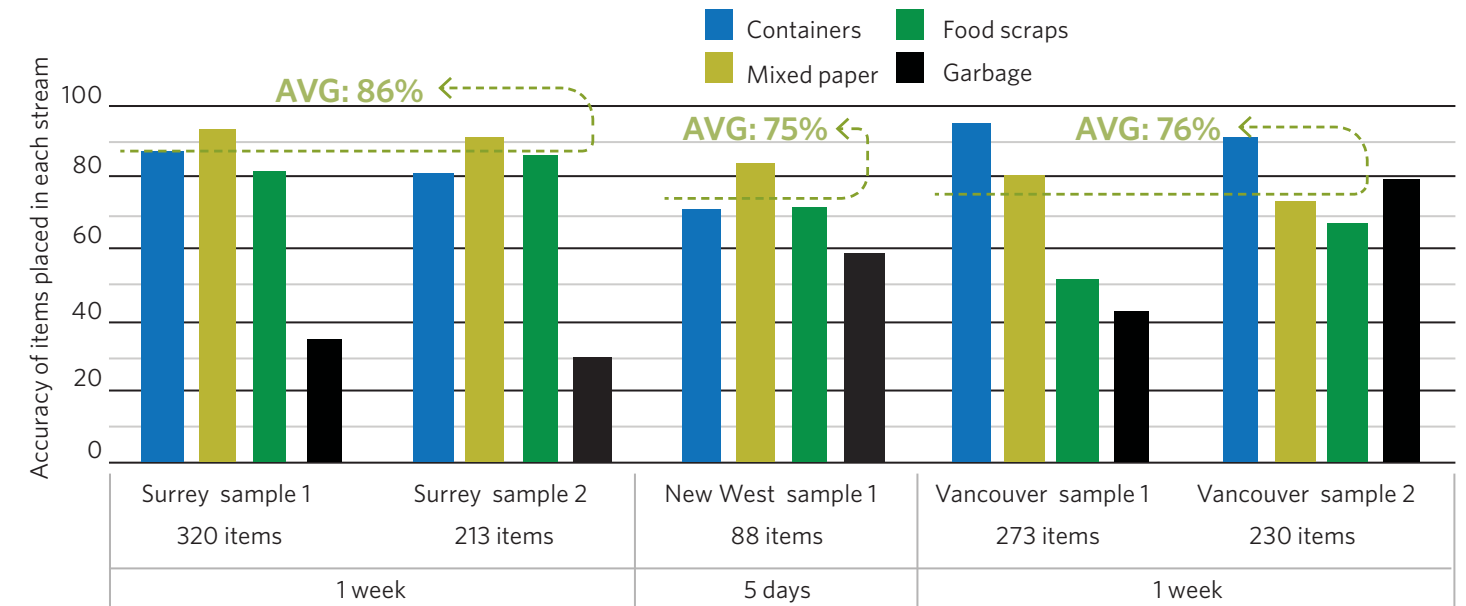 Containers
Food scraps
Mixed paper
Garbage
Accuracy of items placed in each stream
AVG: 86%
AVG: 75%
AVG: 76%
100
80
60
40
20
0
Surrey sample 1
Surrey sample 2
New West sample 1
Vancouver sample 1
Vancouver sample 2
320 items
213 items
88 items
273 items
230 items
1 week
5 days
1 week